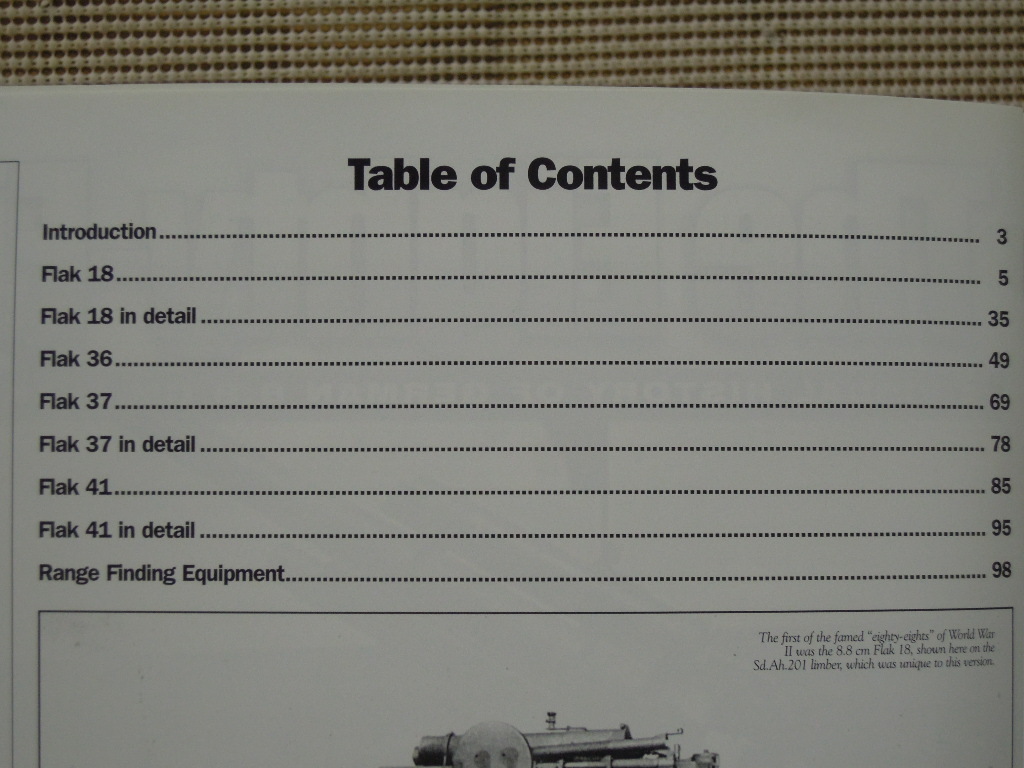 Table of Contents
Introduction 3
Flak 18 5
Flak 18 in detail 35
Flak 36 49
Flak 37 69
Flak 37 in detail 78
Flak 41 85
Flak 41 in detail 95
Range Finding Equipment 98
The first of the famed "eighty-eights" of World War
II was the 8.8 cm Flak 18, shown here on the
Sd.Ah.201 limber, which was unique to this version.